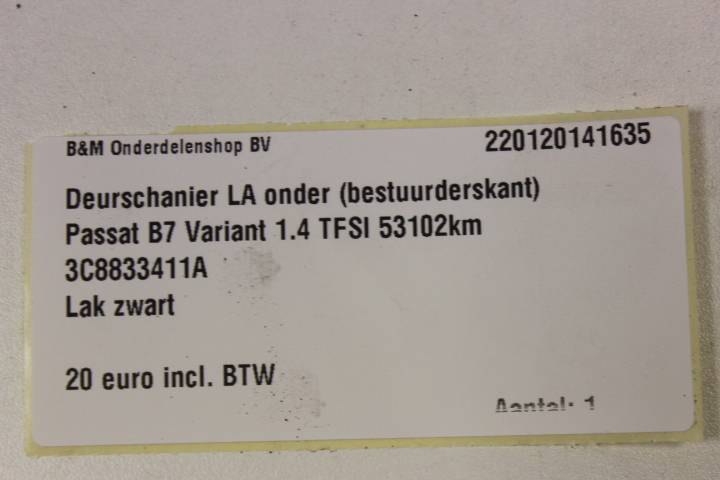 B&M Onderdelenshop BV 220120141635
Deurschanier LA onder (bestuurderskant)
Passat B7 Variant 1.4 TFSI 53102km
3C8833411A
Lak zwart
20 euro incl. BTW
Aantal: 1